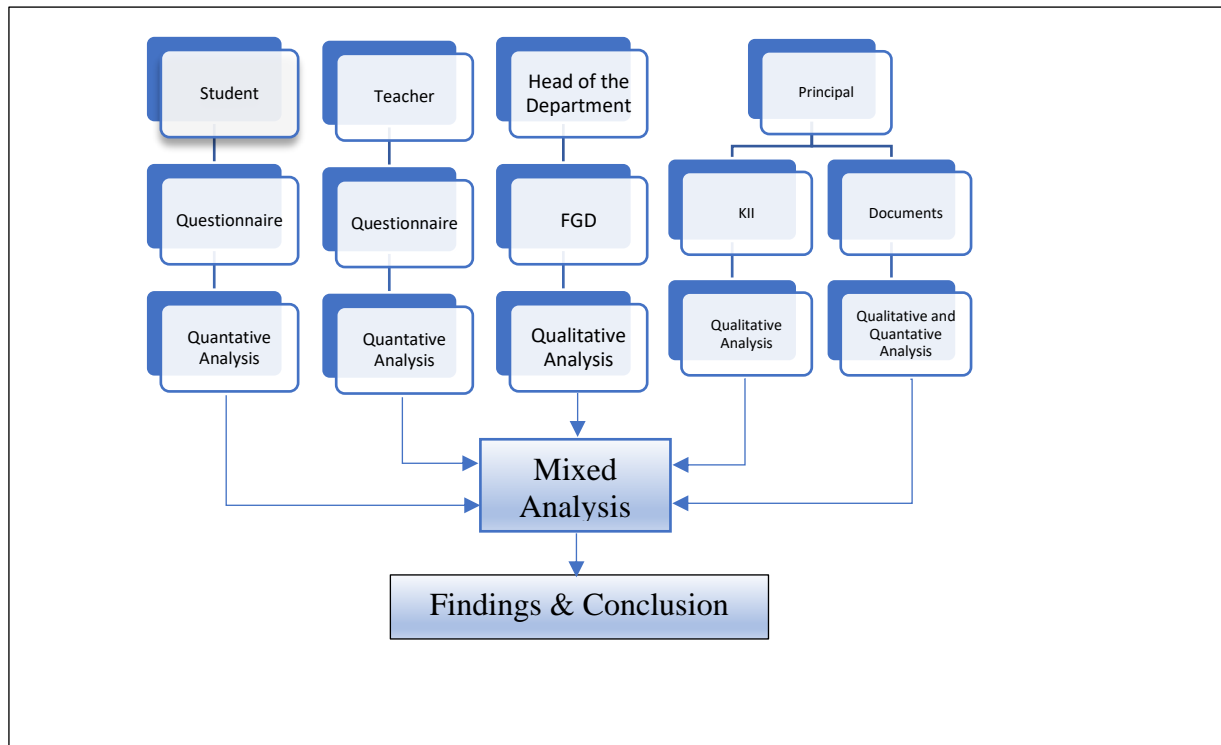 Student
Teacher
Head of the
Department
Principal
Questionnaire
Questionnaire
FGD
KII
Documents
Quantative
Analysis
Quantative
Analysis
Qualitative
Analysis
Qualitative
Analysis
Qualitative and
Quantative
Analysis
Mixed
Analysis
Findings & Conclusion